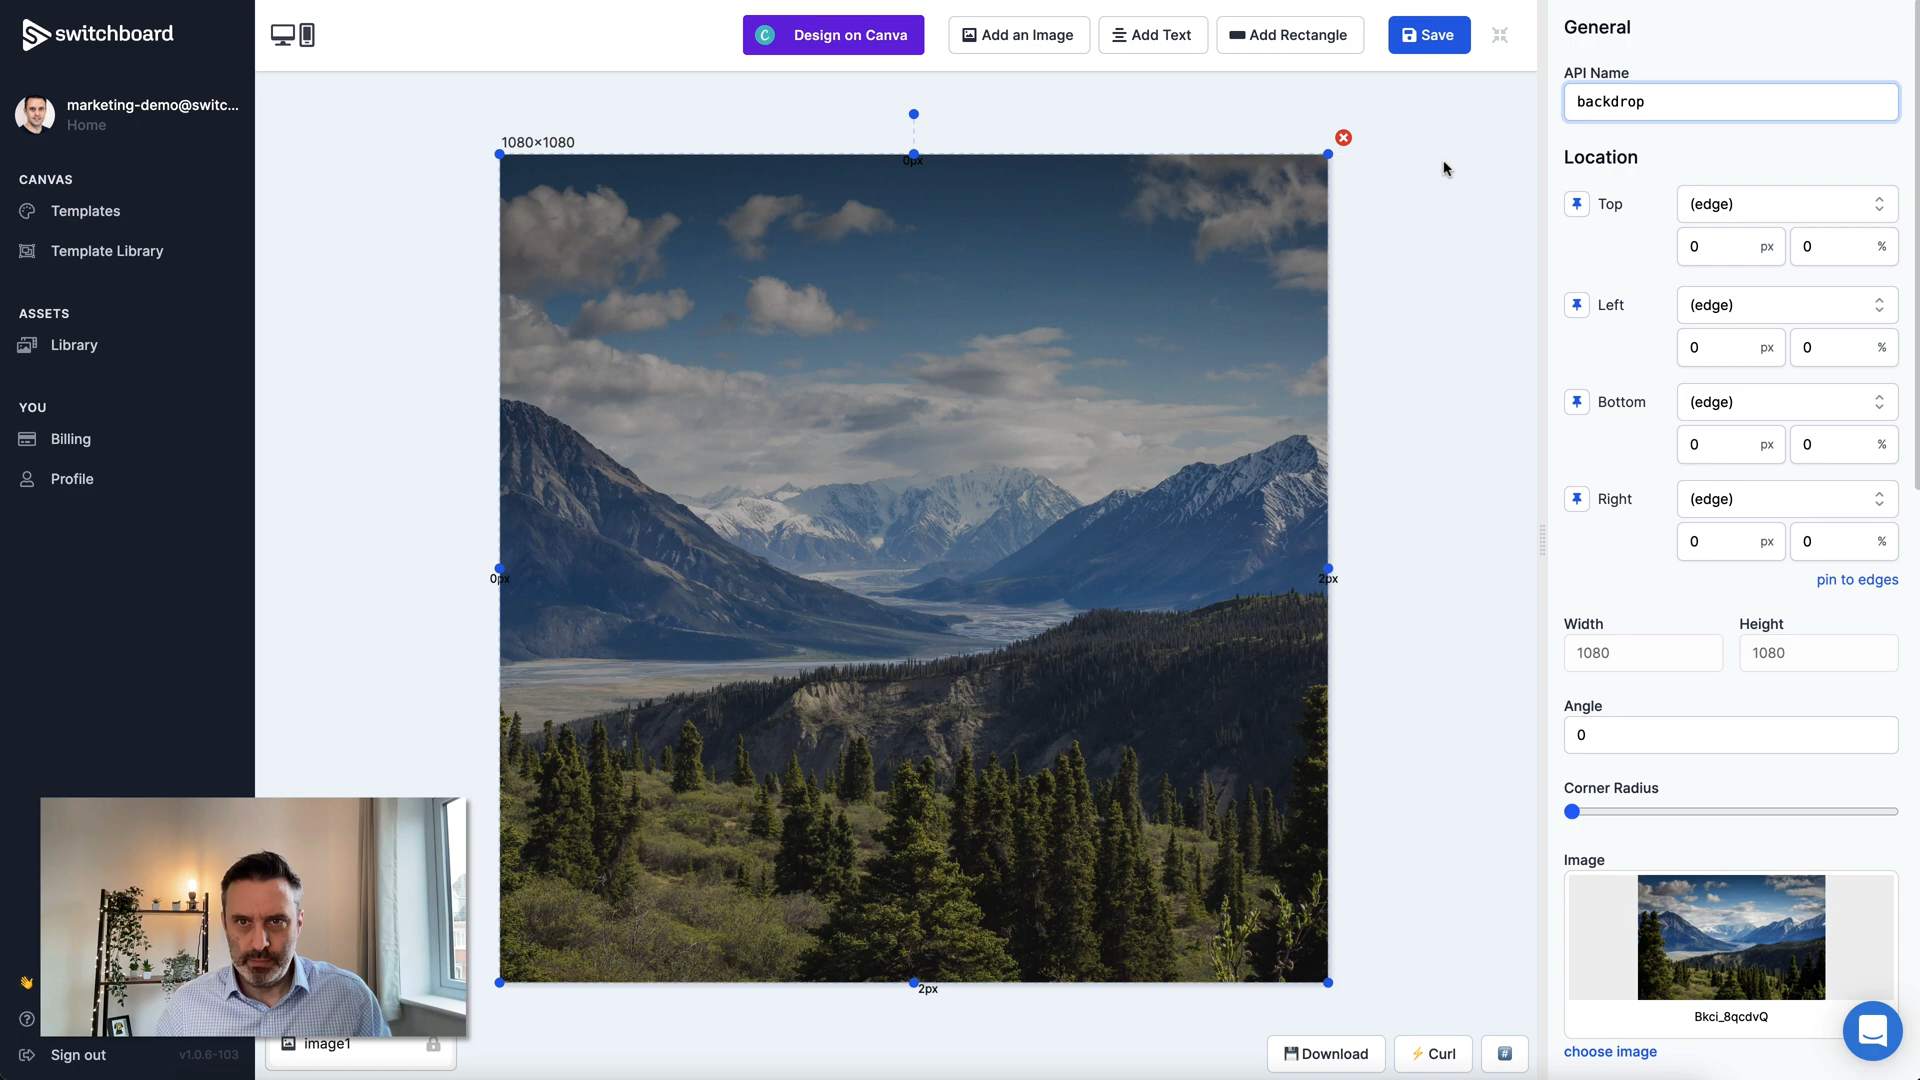 switchboard
marketing-demo@switc...
Home
CANVAS
Templates
Template Library
ASSETS
Library
YOU
Billing
Profile
Sign out
v1.0.6-103
C Design on Canva
Add an Image
Add Text
Add Rectangle
Save
1080×1080
0px
0px
2px
2px
image1
Download
Curl
#
General
API Name
backdrop
Location
Top
(edge)
0 px 0 %
Left
(edge)
0 px 0 %
Bottom
(edge)
0 px 0 %
Right
(edge)
0 px 0 %
pin to edges
Width Height
1080 1080
Angle
0
Corner Radius
Image
Bkci_8qcdvQ
choose image